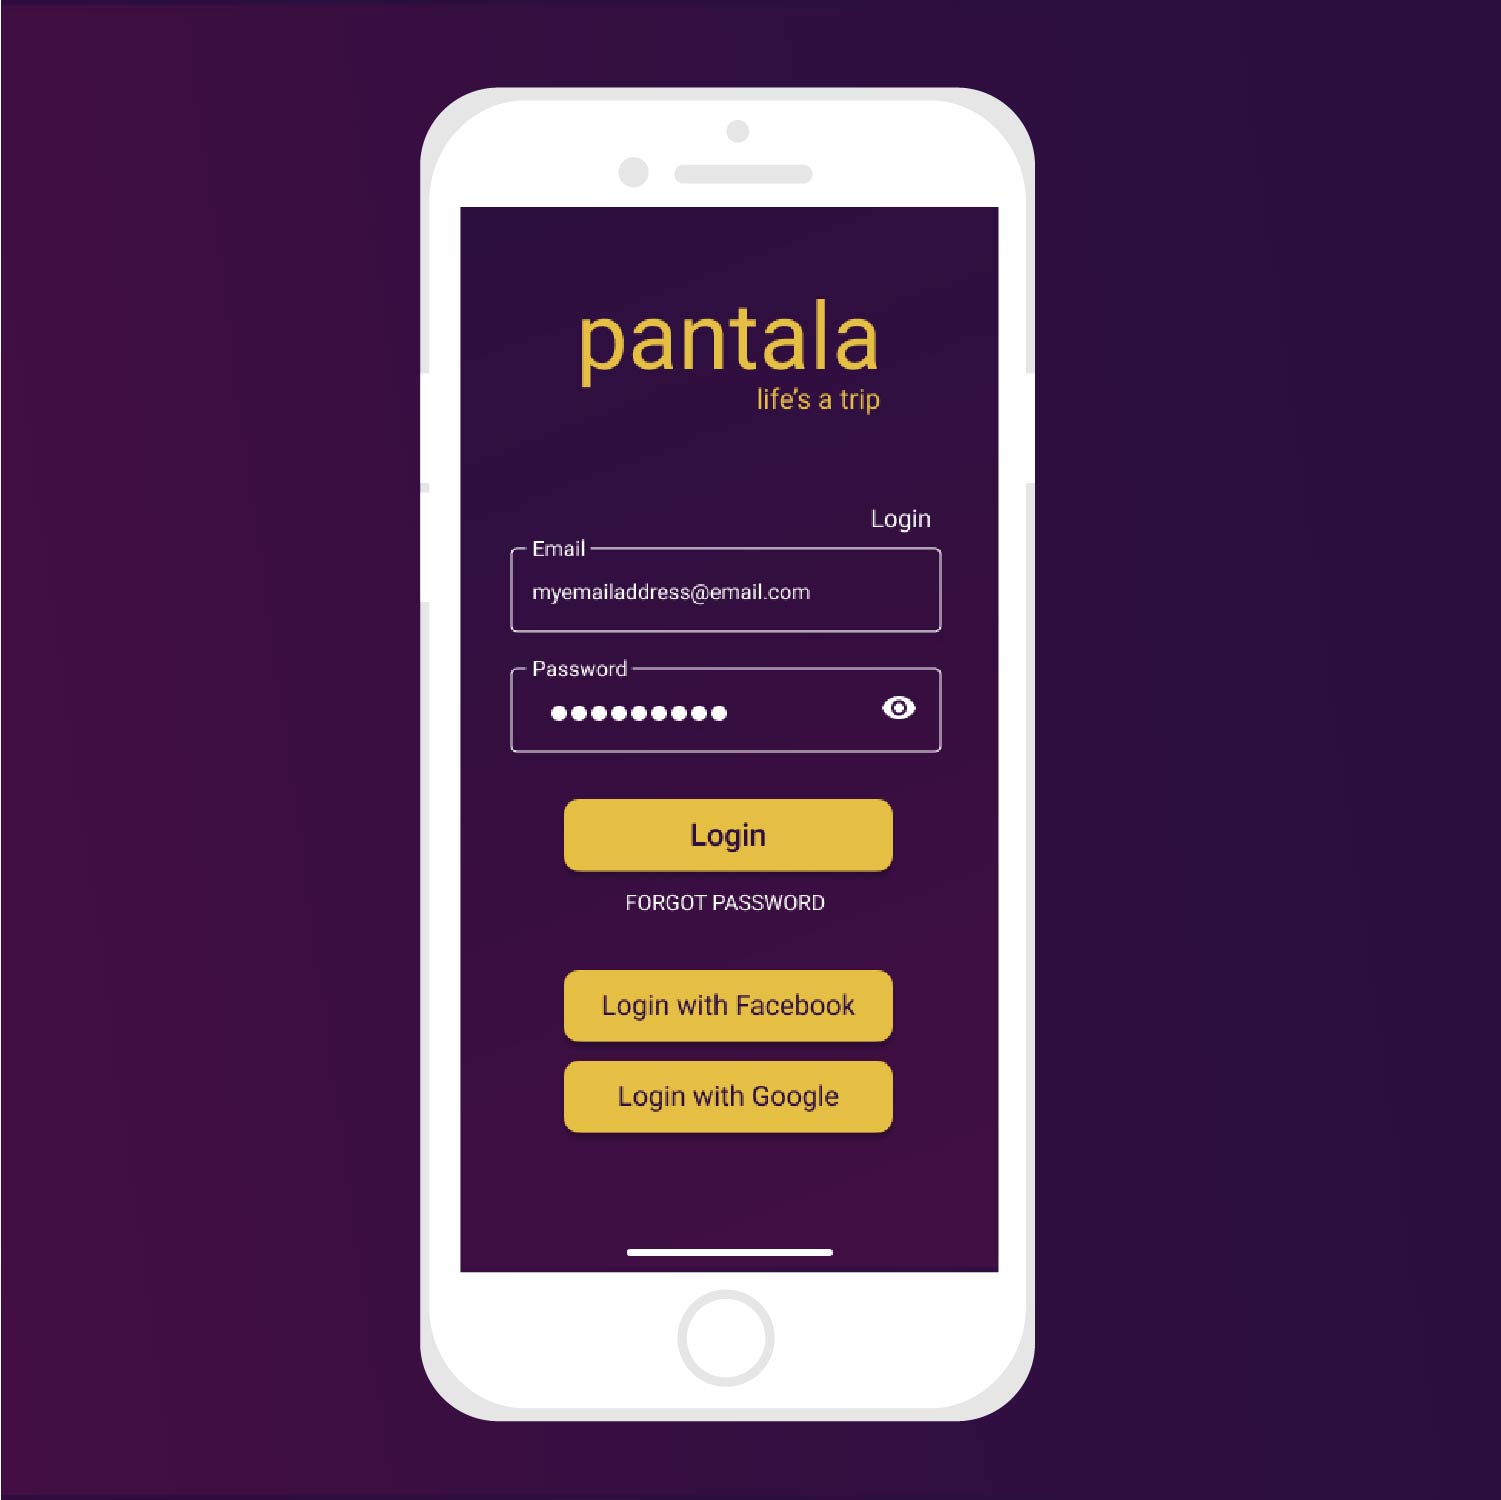 pantala
life's a trip
Login
Email
myemailaddress@email.com
Password
●●●●●●●●●
Login
FORGOT PASSWORD
Login with Facebook
Login with Google